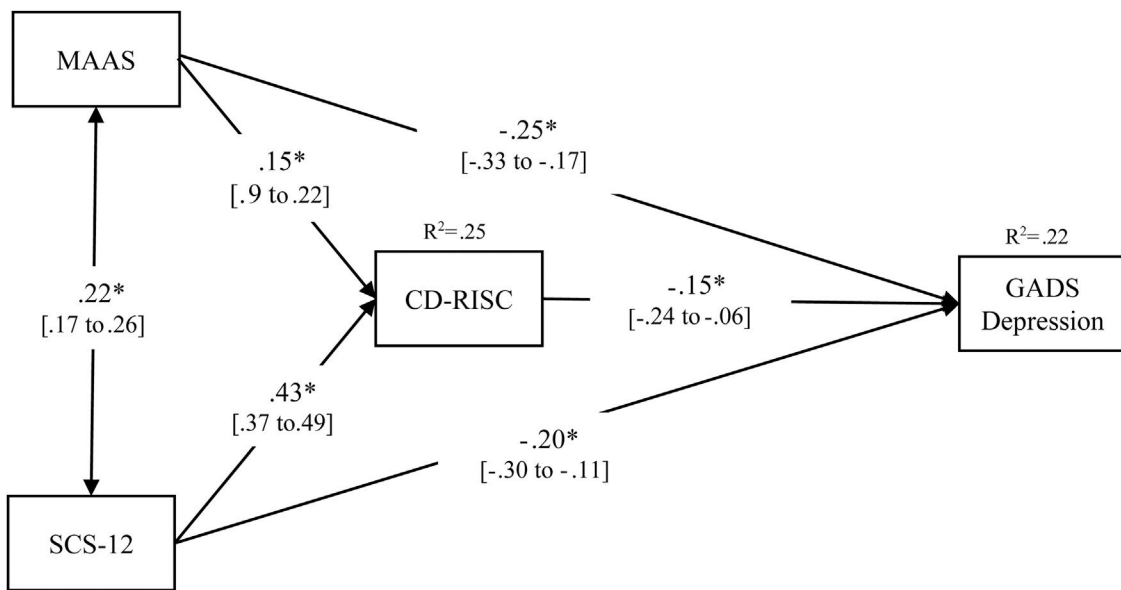 MAAS
-.25*
[-.33 to -.17]
.15*
[.9 to .22]
R²=.25
R²=.22
CD-RISC
-.15*
[-.24 to -.06]
GADS
Depression
.22*
[.17 to .26]
.43*
[.37 to.49]
-.20*
[-.30 to -.11]
SCS-12